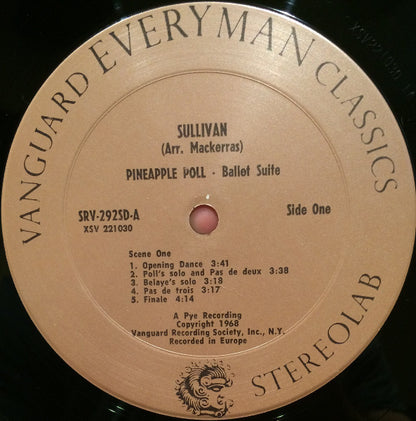 VANGUARD EVERYMAN CLASSICS
SULLIVAN
(Arr. Mackerras)
PINEAPPLE POLL - Ballet Suite
SRV-292SD-A
XSV 221030
Side One
Scene One
1. Opening Dance 3:41
2. Poll's solo and Pas de deux 3:38
3. Belaye's solo 3:18
4. Pas de trois 3:17
5. Finale 4:14
A Pye Recording
Copyright 1968
Vanguard Recording Society, Inc., N.Y.
Recorded in Europe
STEREOLAB